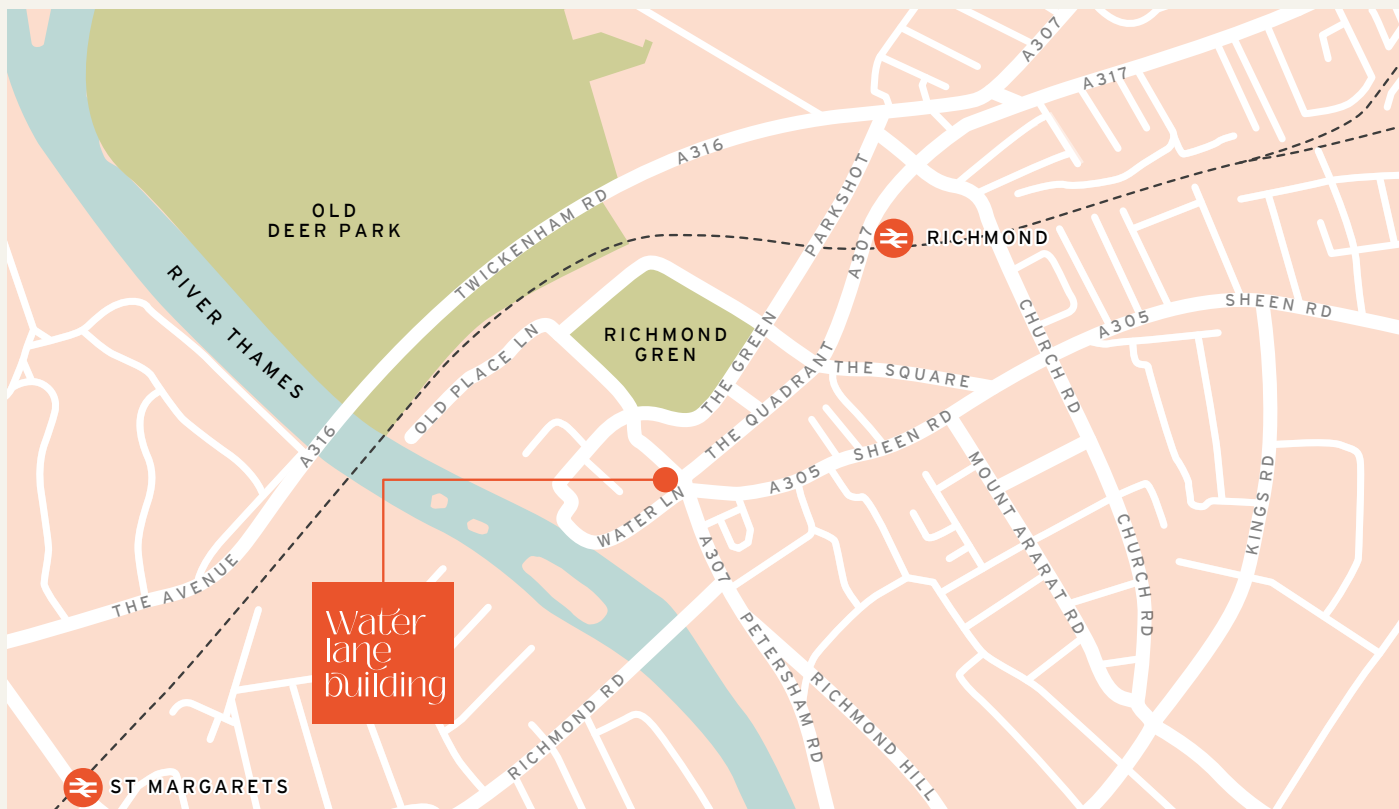 A307
A317
A316
OLD
DEER PARK
TWICKENHAM RD
PARKSHOT
A307
RICHMOND
RIVER THAMES
CHURCH RD
SHEEN RD
A305
RICHMOND
GREN
OLD PLACE LN
THE GREEN
THE QUADRANT
THE SQUARE
A316
SHEEN RD
A305
WATER LN
MOUNT ARARAT RD
KINGS RD
CHURCH RD
A307
THE AVENUE
Water
lane
building
PETERSHAM RD
RICHMOND HILL
RICHMOND RD
ST MARGARETS